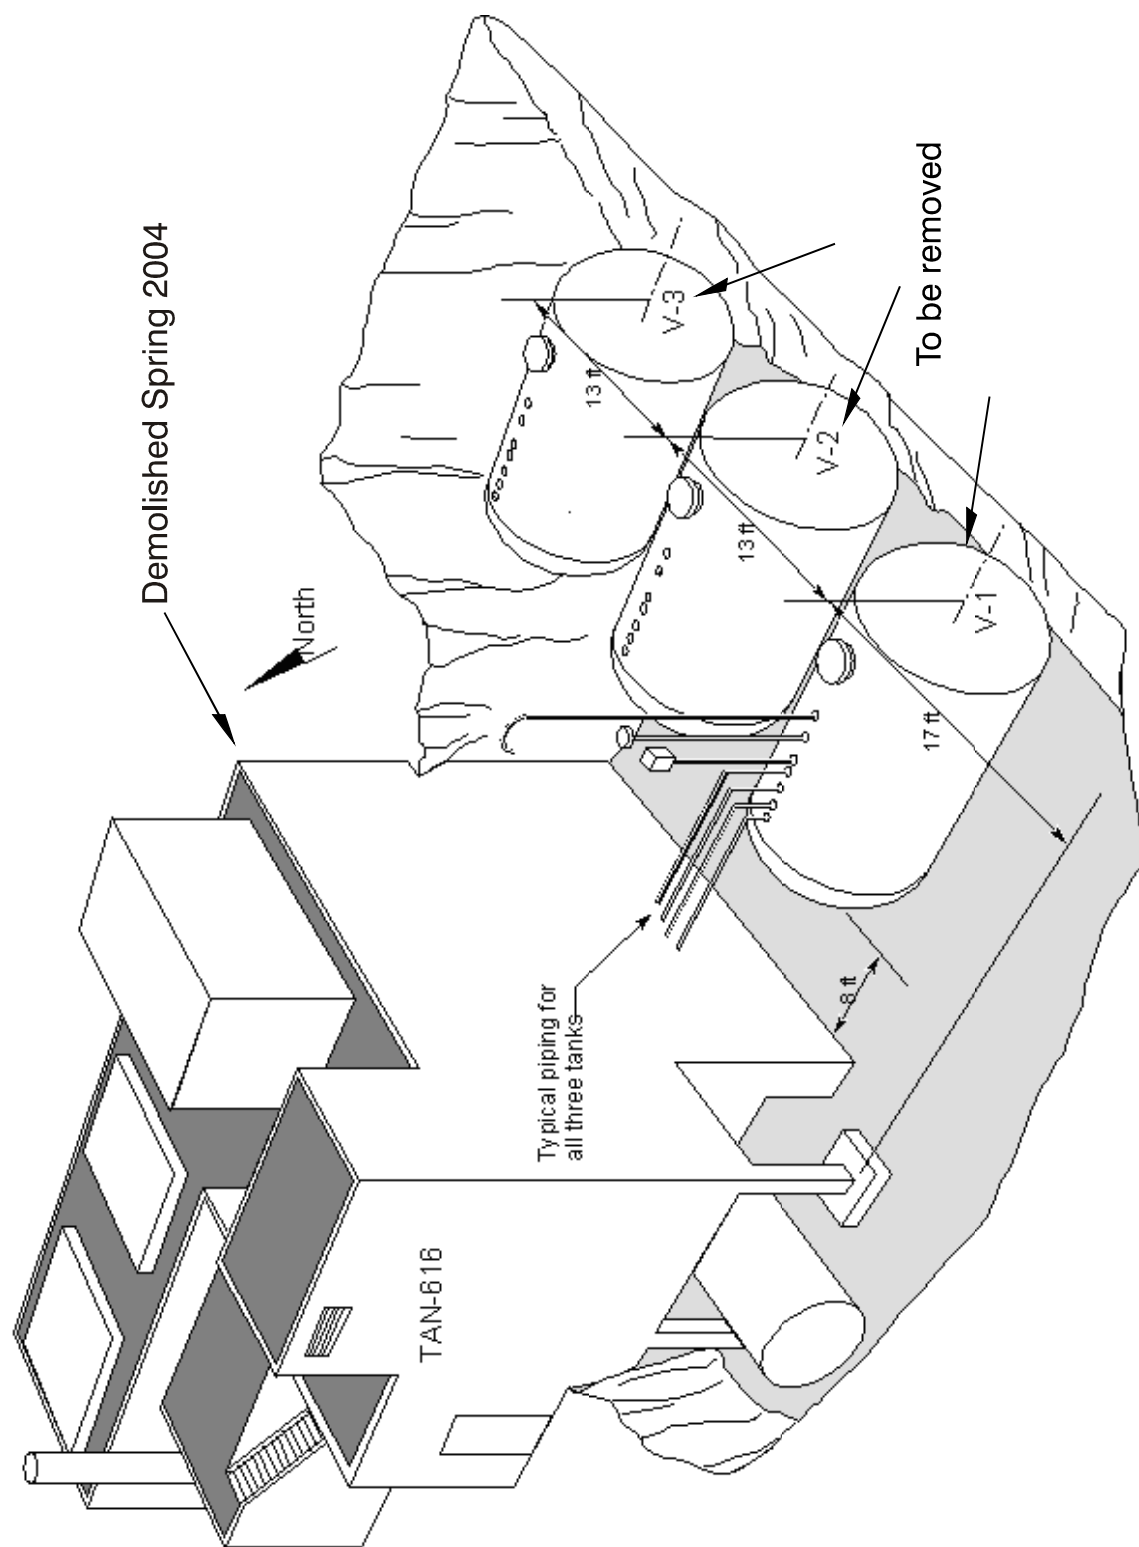 Demolished Spring 2004
North
To be removed
V-3
V-2
V-1
13 ft
13 ft
17 ft
8 ft
Typical piping for
all three tanks
TAN-616